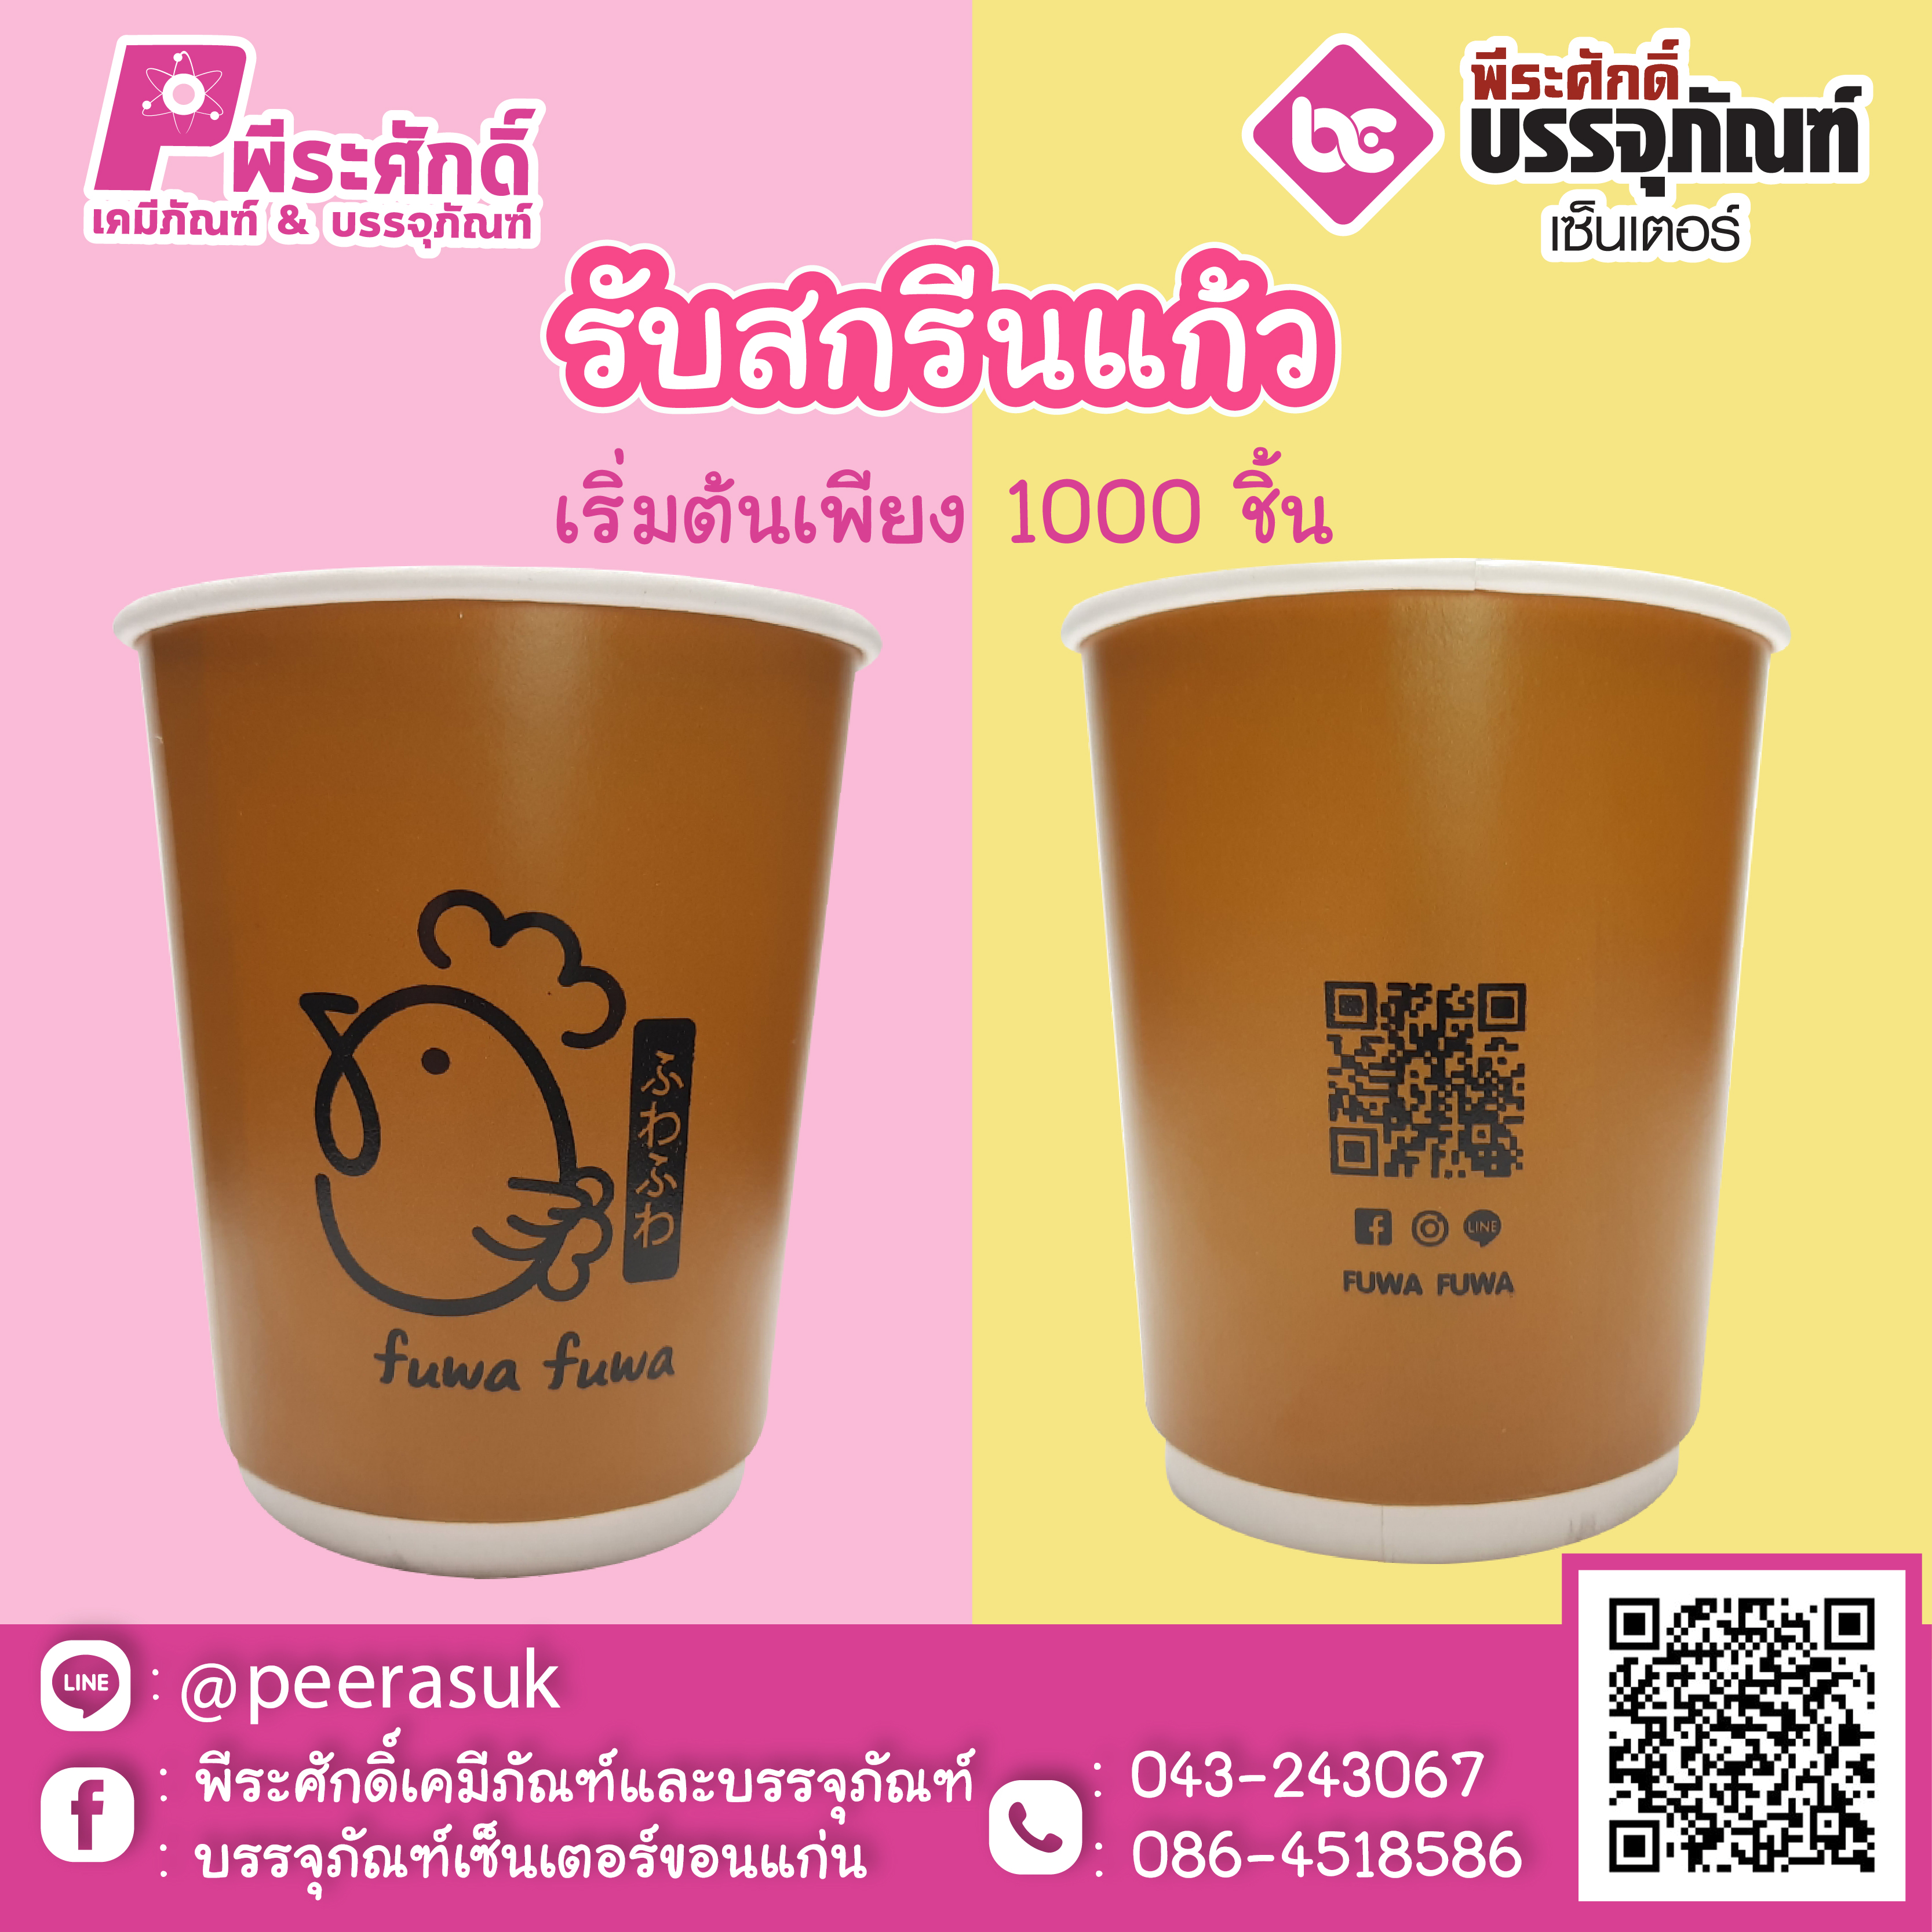 พีระศักดิ์
เคมีภัณฑ์ & บรรจุภัณฑ์
bc
พีระศักดิ์
บรรจุภัณฑ์
เซ็นเตอร์
รับสกรีนแก้ว
เริ่มต้นเพียง 1000 ชิ้น
ふわふわ
fuwa fuwa
LINE
FUWA FUWA
LINE : @peerasuk
: พีระศักดิ์เคมีภัณฑ์และบรรจุภัณฑ์
: บรรจุภัณฑ์เซ็นเตอร์ขอนแก่น
: 043-243067
: 086-4518586